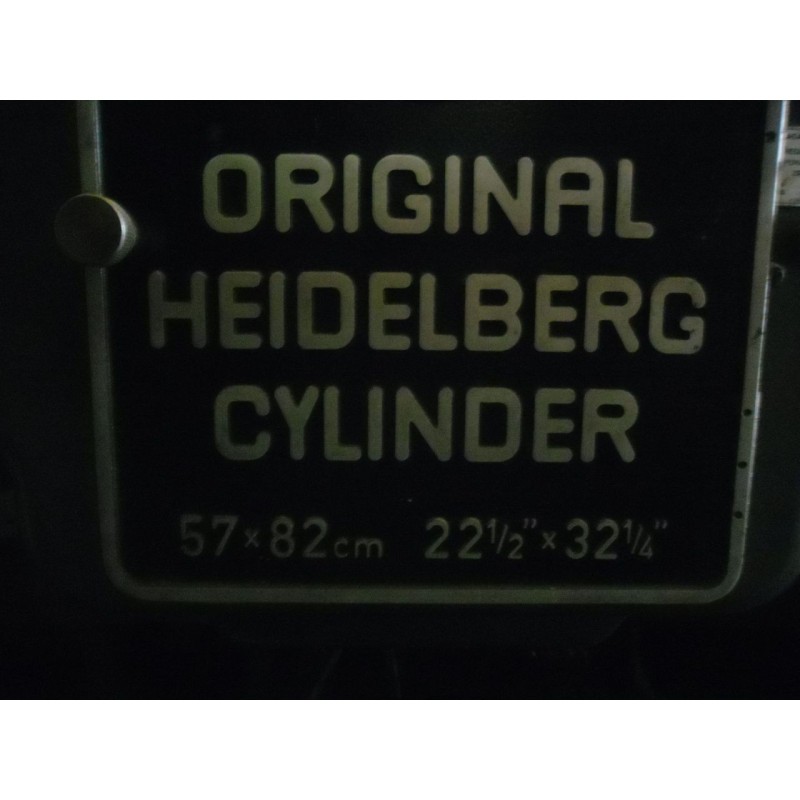 ORIGINAL
HEIDELBERG
CYLINDER
57×82cm 22½"×32¼"